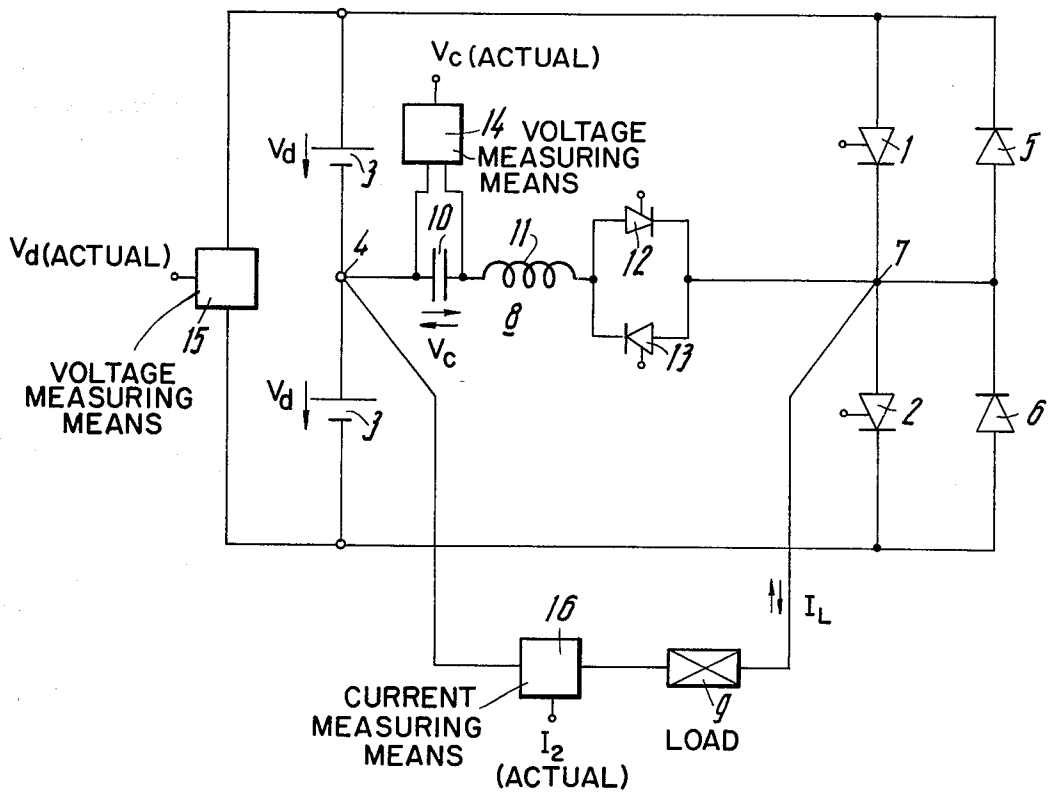 Vc (ACTUAL)
14 VOLTAGE
MEASURING
MEANS
Vd
3
1
5
10
11
12
4
7
Vd (ACTUAL)
15
8
13
Vc
VOLTAGE
MEASURING
MEANS
Vd
3
2
6
16
IL
CURRENT
MEASURING
MEANS
9
I2
(ACTUAL)
LOAD